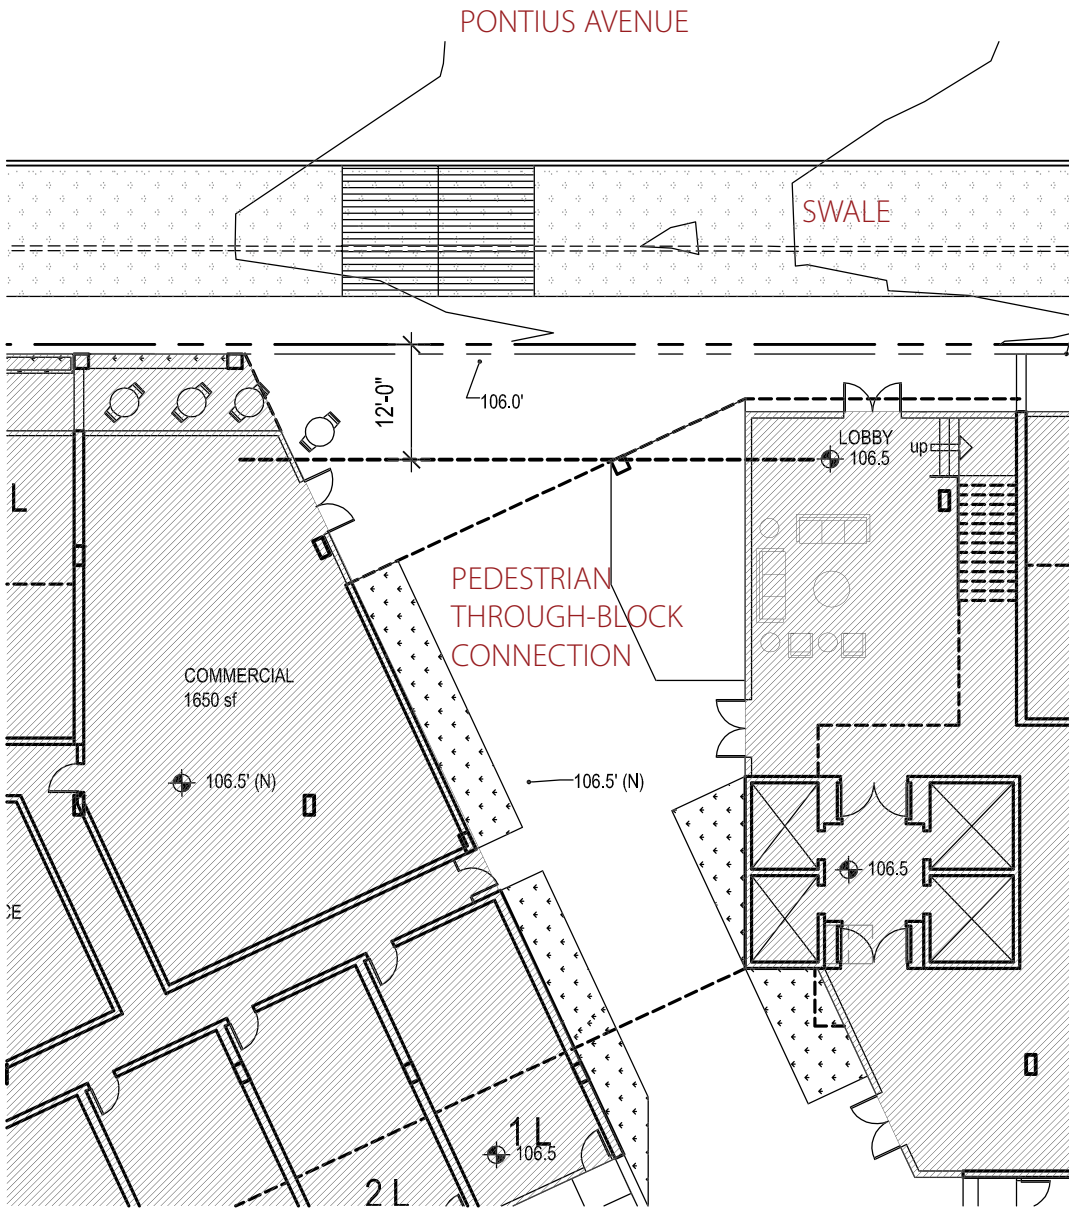 PONTIUS AVENUE
SWALE
12'-0"
106.0'
LOBBY
106.5
up
L
PEDESTRIAN
THROUGH-BLOCK
CONNECTION
COMMERCIAL
1650 sf
106.5' (N)
106.5' (N)
106.5
CE
1 L
106.5
2 L